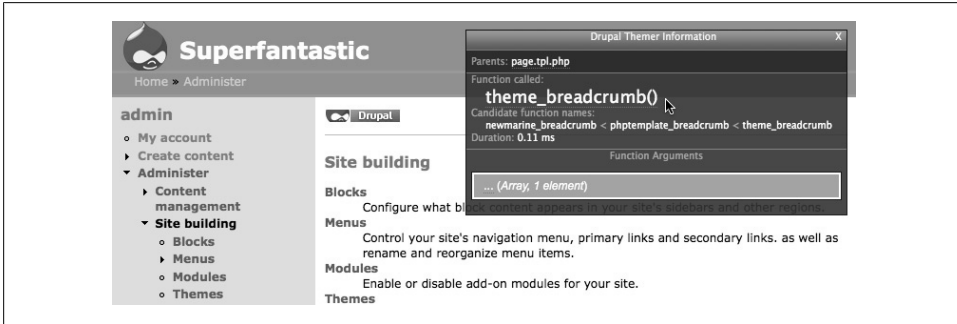 Superfantastic
Home » Administer
Drupal Themer Information X
Parents: page.tpl.php
Function called:
theme_breadcrumb()
Candidate function names:
newmarine_breadcrumb < phptemplate_breadcrumb < theme_breadcrumb
Duration: 0.11 ms
Function Arguments
... (Array, 1 element)
admin
My account
Create content
Administer
Content
management
Site building
Blocks
Menus
Modules
Themes
Drupal
Site building
Blocks
Configure what block content appears in your site's sidebars and other regions.
Menus
Control your site's navigation menu, primary links and secondary links. as well as
rename and reorganize menu items.
Modules
Enable or disable add-on modules for your site.
Themes